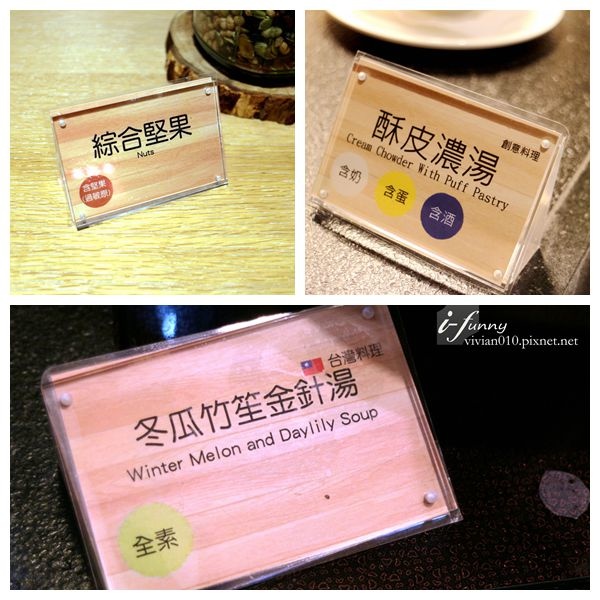 綜合堅果
Nuts
含堅果
(過敏原)
酥皮濃湯
創意料理
Cream Chowder With Puff Pastry
含奶
含蛋
含酒
i-funny
vivian010.pixnet.net
台灣料理
冬瓜竹笙金針湯
Winter Melon and Daylily Soup
全素